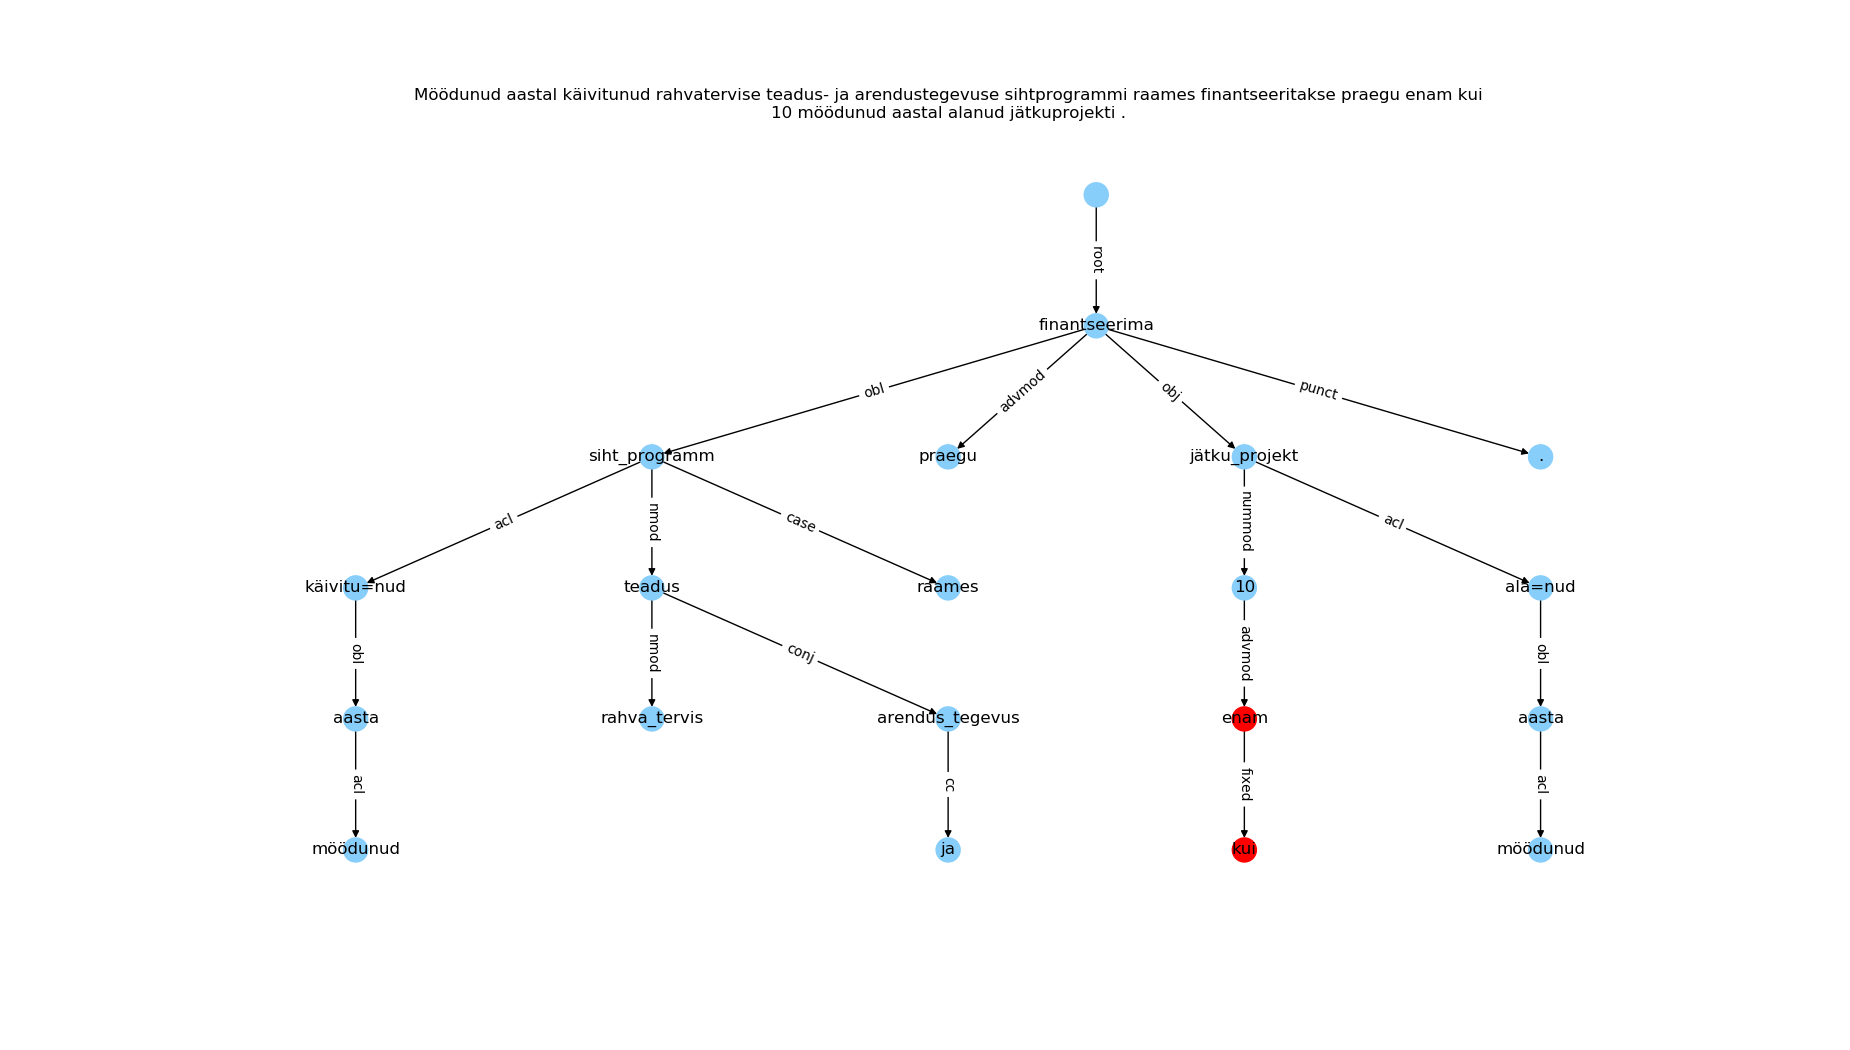 Möödunud aastal käivitunud rahvatervise teadus- ja arendustegevuse sihtprogrammi raames finantseeritakse praegu enam kui
10 möödunud aastal alanud jätkuprojekti .
root
finantseerima
obl
advmod
obj
punct
siht_programm
praegu
jätku_projekt
.
acl
nmod
case
nummod
acl
käivitu=nud
teadus
raames
10
ala=nud
obl
nmod
conj
advmod
obl
aasta
rahva_tervis
arendus_tegevus
enam
aasta
acl
cc
fixed
acl
möödunud
ja
kui
möödunud